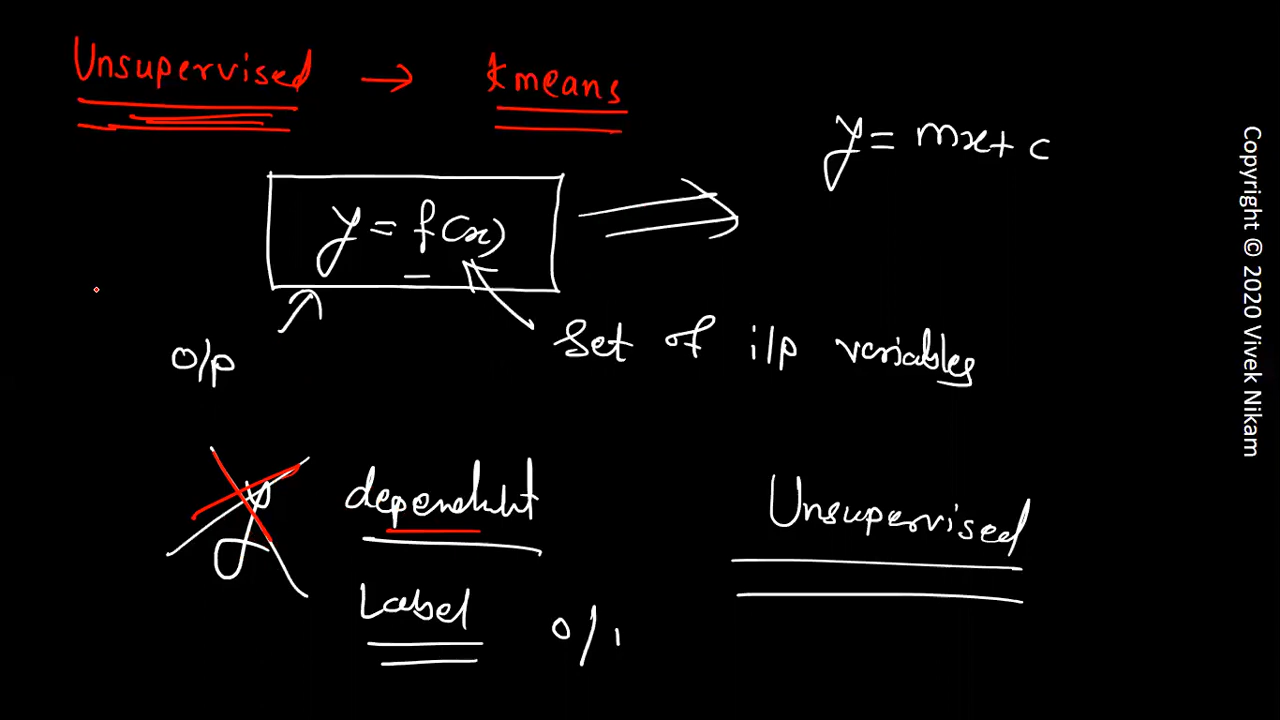 Unsupervised → kmeans
y = mx + c
y = f(x)
o/p
Set of i/p variables
y dependent
Unsupervised
Label 0/1
Copyright © 2020 Vivek Nikam